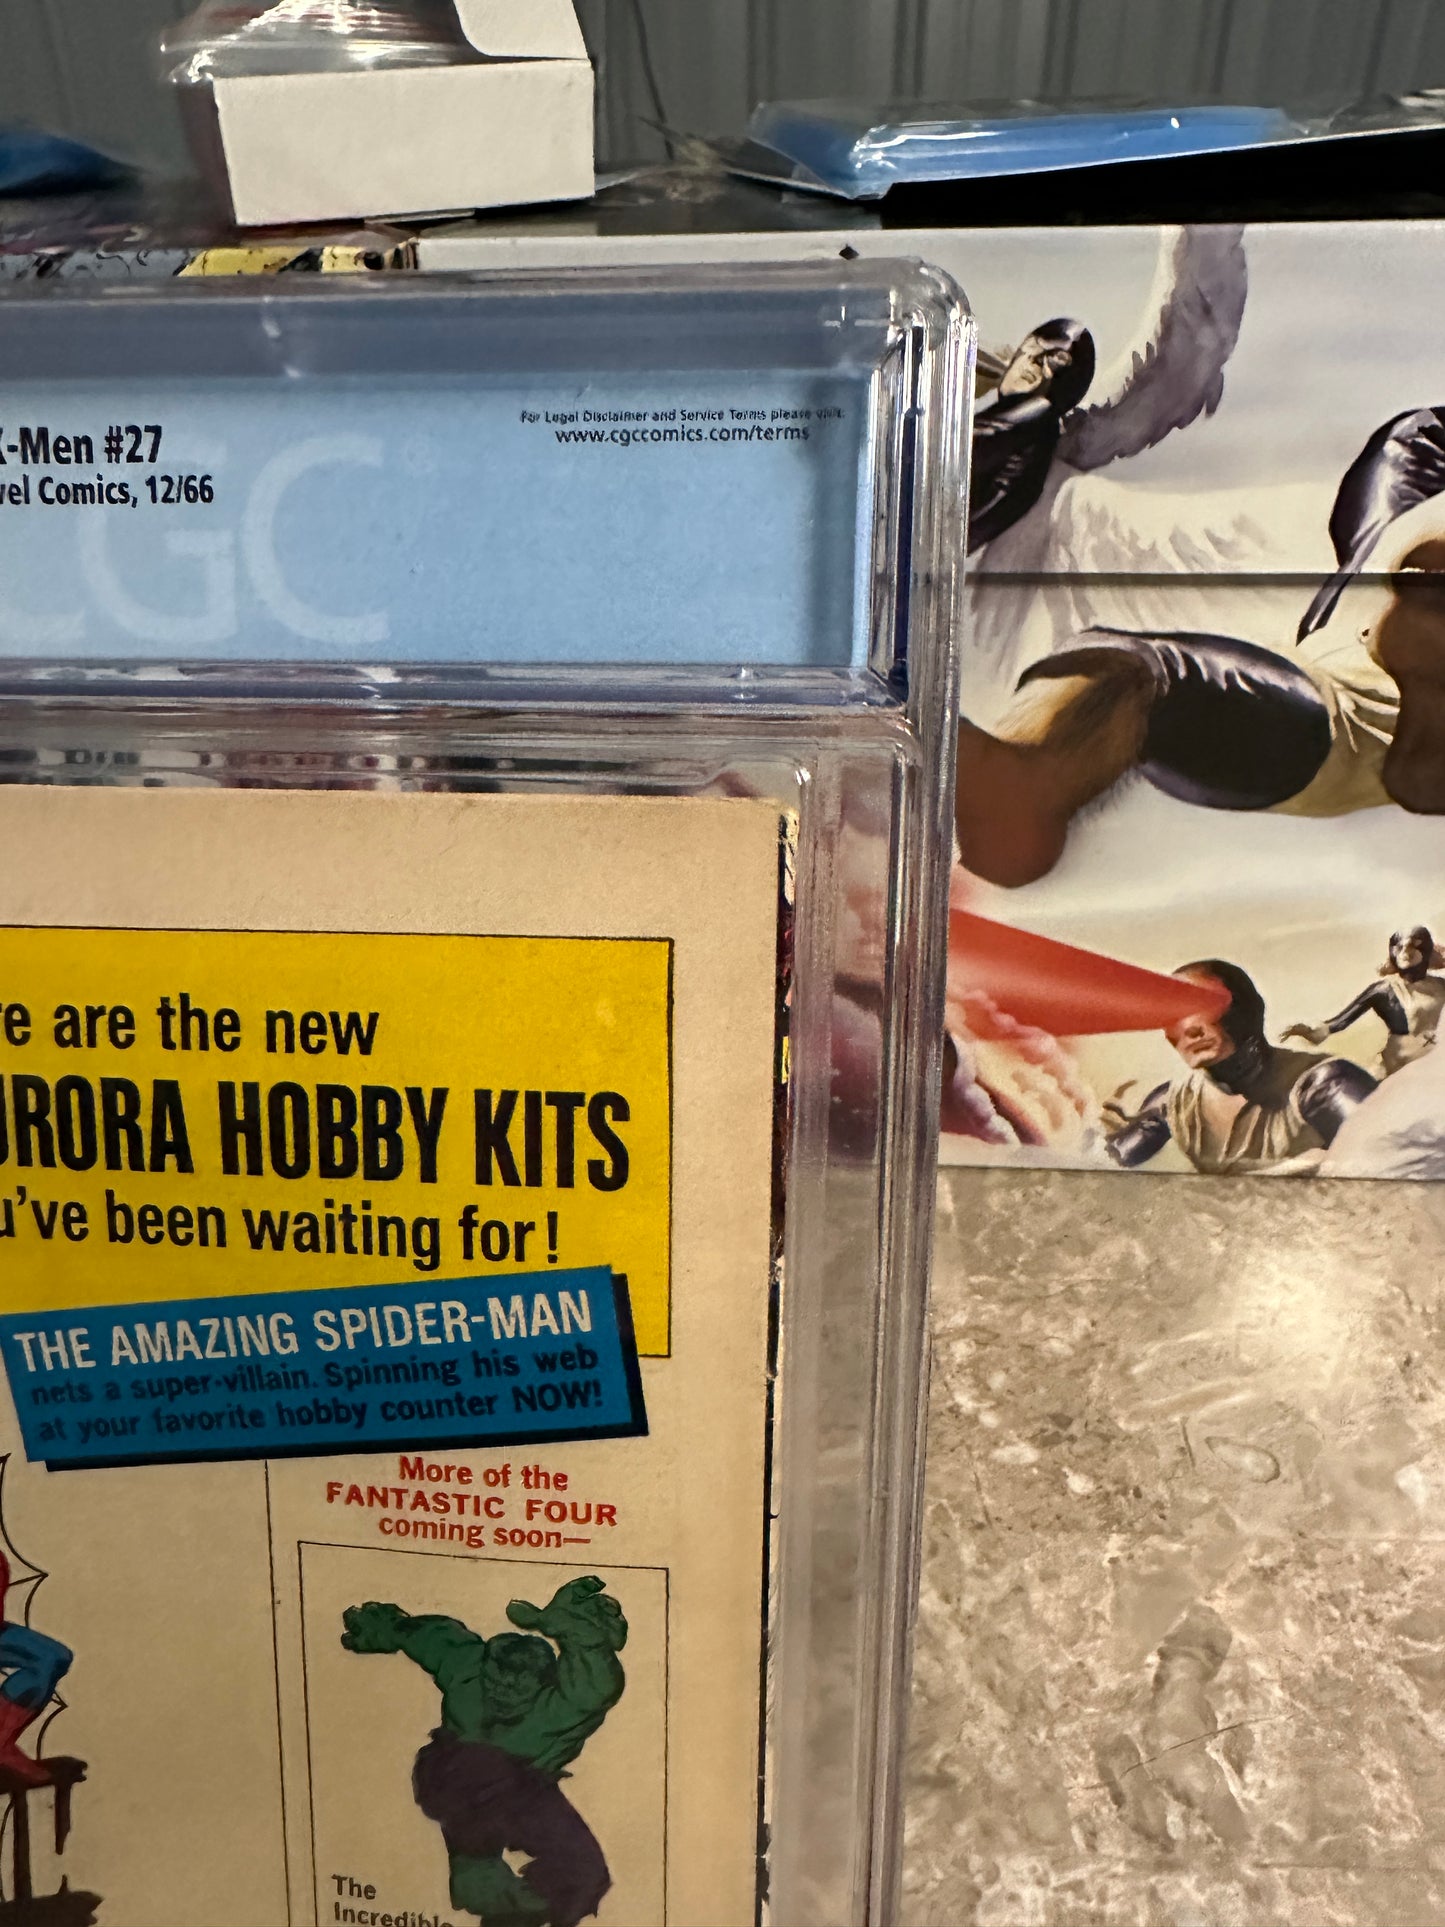 For Legal Disclaimer and Service Terms please visit:
www.cgccomics.com/terms
X-Men #27
vel Comics, 12/66
CGC
re are the new
URORA HOBBY KITS
u've been waiting for!
THE AMAZING SPIDER-MAN
nets a super-villain. Spinning his web
at your favorite hobby counter NOW!
More of the
FANTASTIC FOUR
coming soon—
The
Incredible